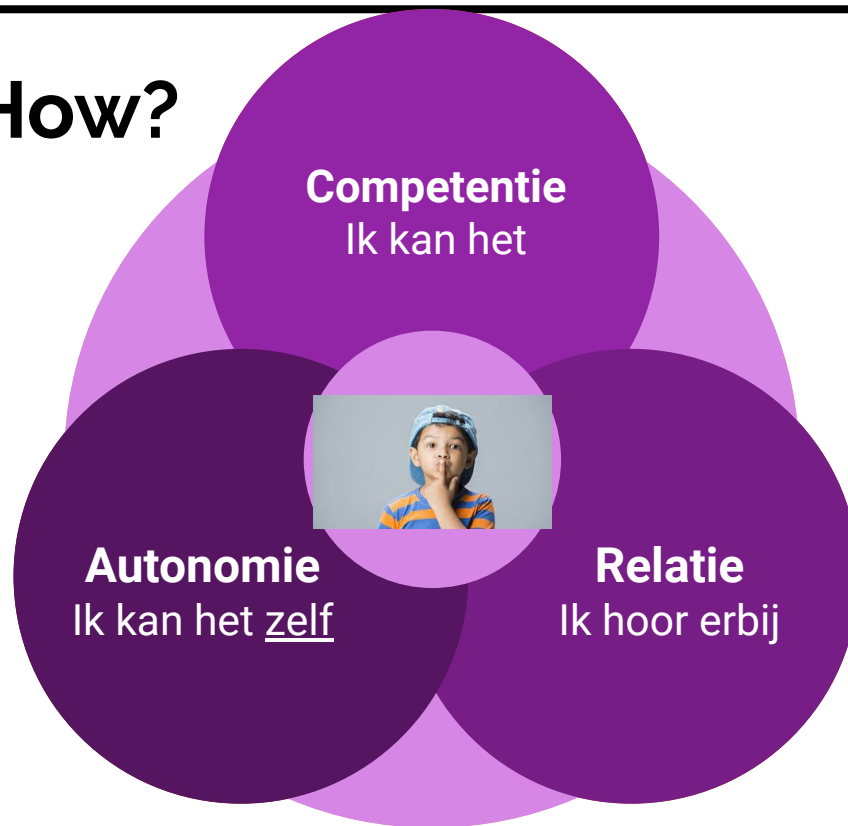 How?
Competentie
Ik kan het
Autonomie
Ik kan het zelf
Relatie
Ik hoor erbij